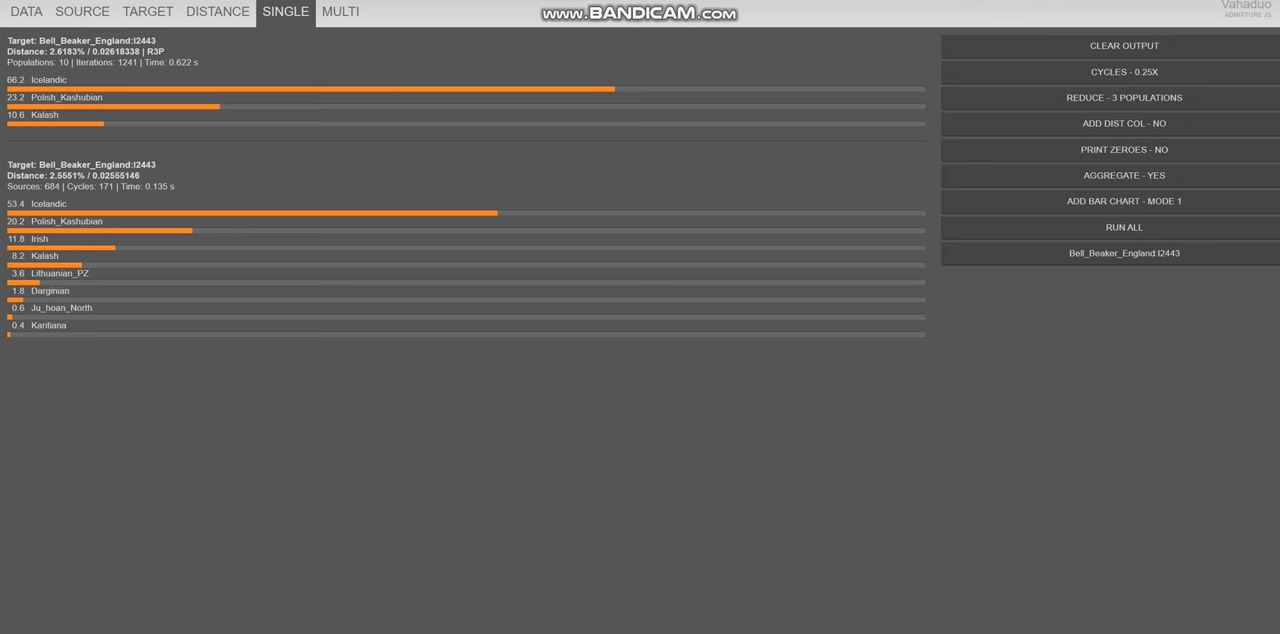 DATA SOURCE TARGET DISTANCE SINGLE MULTI
www.BANDICAM.com
Vahaduo
ADMIXTURE JS
Target: Bell_Beaker_England:I2443
Distance: 2.6183% / 0.02618338 | R3P
Populations: 10 | Iterations: 1241 | Time: 0.622 s
66.2 Icelandic
23.2 Polish_Kashubian
10.6 Kalash
Target: Bell_Beaker_England:I2443
Distance: 2.5551% / 0.02555146
Sources: 684 | Cycles: 171 | Time: 0.135 s
53.4 Icelandic
20.2 Polish_Kashubian
11.8 Irish
8.2 Kalash
3.6 Lithuanian_PZ
1.8 Darginian
0.6 Ju_hoan_North
0.4 Karitiana
CLEAR OUTPUT
CYCLES - 0.25X
REDUCE - 3 POPULATIONS
ADD DIST COL - NO
PRINT ZEROES - NO
AGGREGATE - YES
ADD BAR CHART - MODE 1
RUN ALL
Bell_Beaker_England:I2443